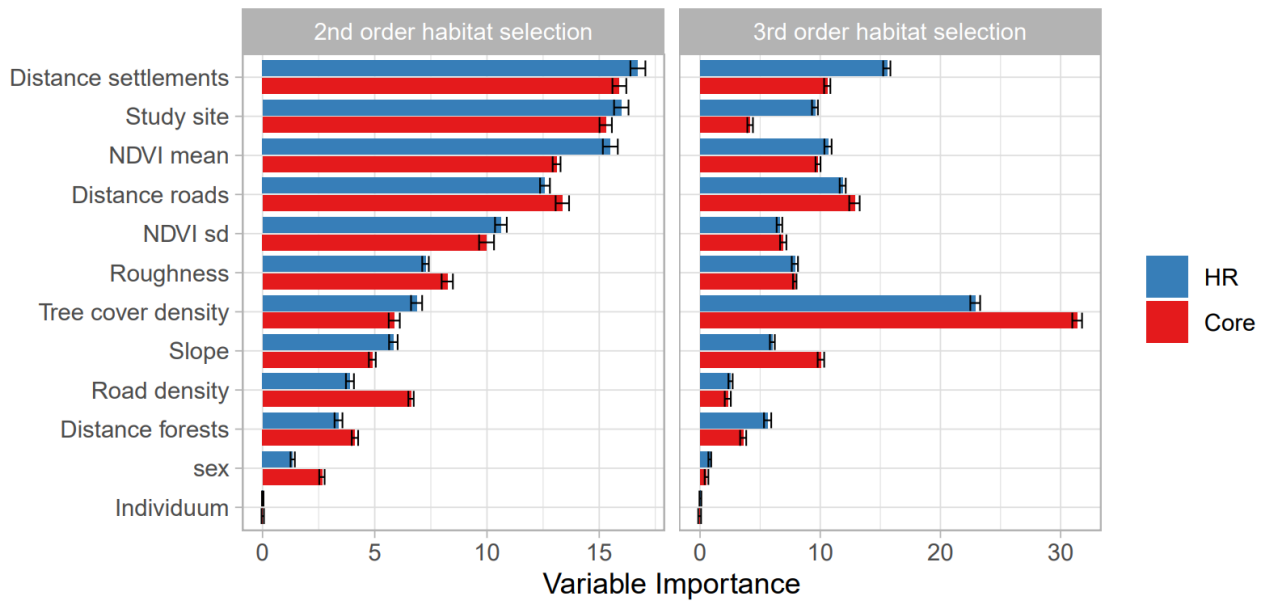 2nd order habitat selection
3rd order habitat selection
Distance settlements
Study site
NDVI mean
Distance roads
NDVI sd
Roughness
Tree cover density
Slope
Road density
Distance forests
sex
Individuum
HR
Core
0 5 10 15
0 10 20 30
Variable Importance